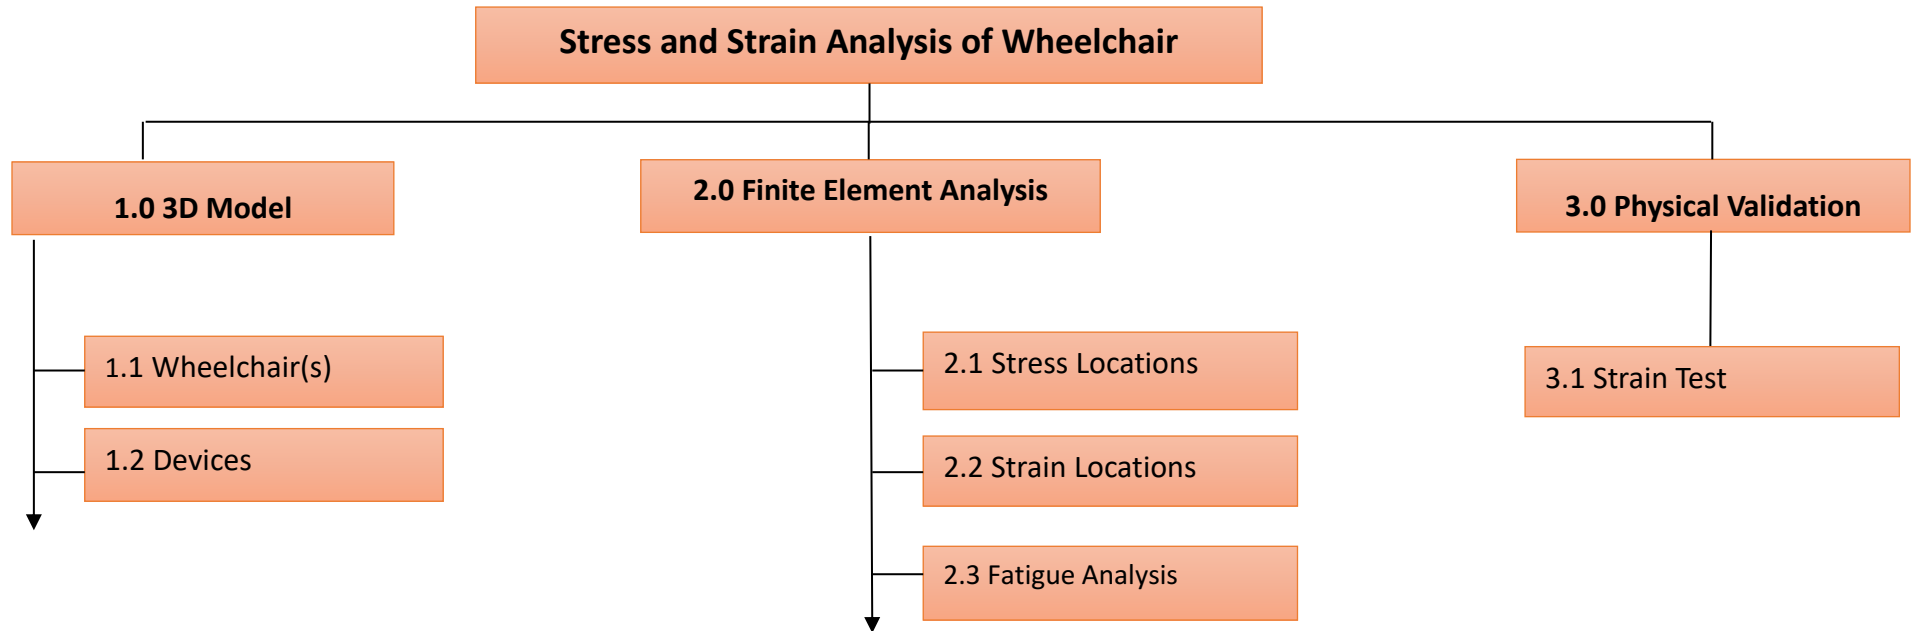 Stress and Strain Analysis of Wheelchair
1.0 3D Model
2.0 Finite Element Analysis
3.0 Physical Validation
1.1 Wheelchair(s)
1.2 Devices
2.1 Stress Locations
2.2 Strain Locations
2.3 Fatigue Analysis
3.1 Strain Test